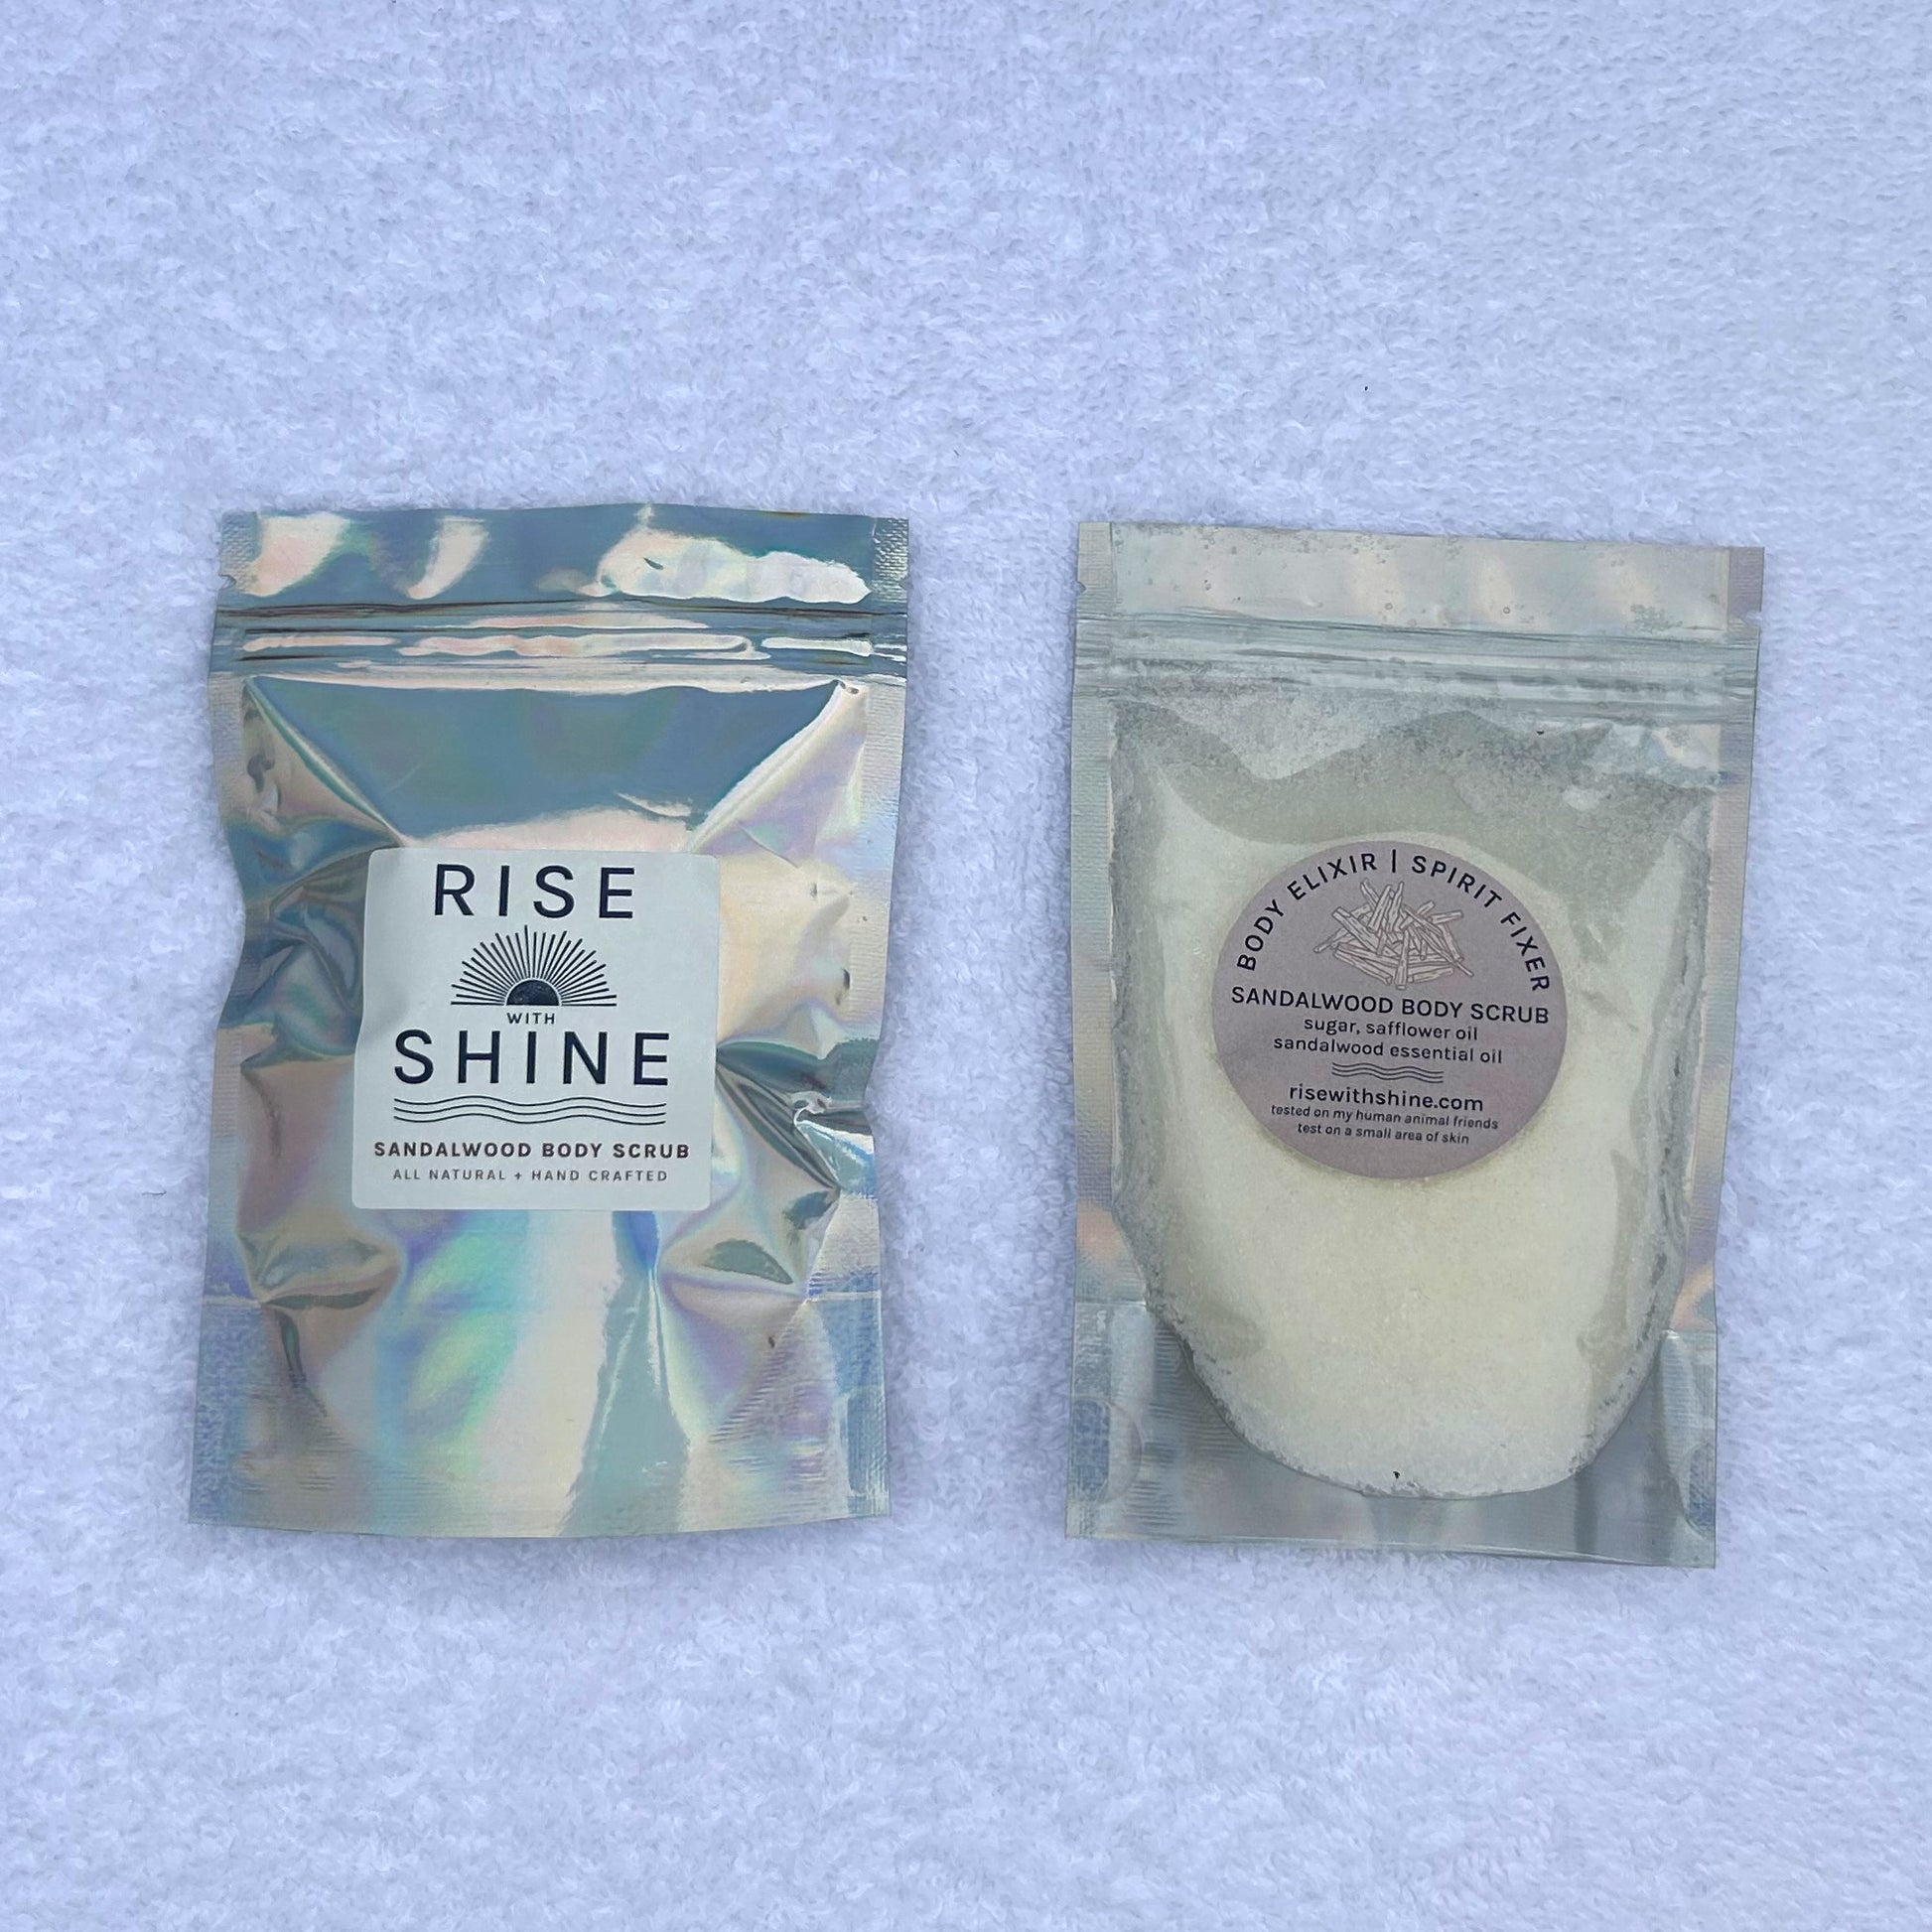 RISE
WITH
SHINE
SANDALWOOD BODY SCRUB
ALL NATURAL + HAND CRAFTED
BODY ELIXIR | SPIRIT FIXER
SANDALWOOD BODY SCRUB
sugar, safflower oil
sandalwood essential oil
risewithshine.com
tested on my human animal friends
test on a small area of skin